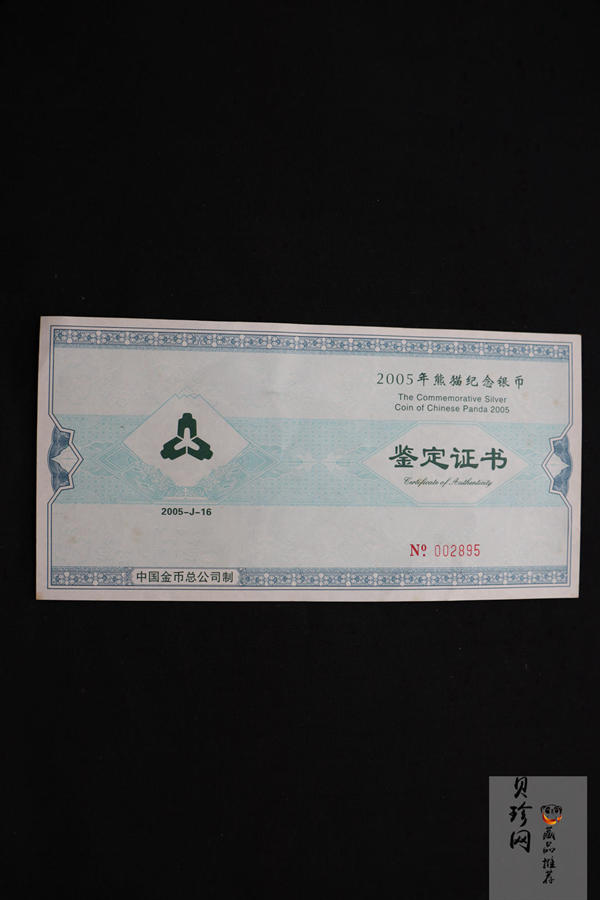 2005年熊猫纪念银币
The Commemorative Silver
Coin of Chinese Panda 2005
鉴定证书
Certificate of Authenticity
2005-J-16
Nº 002895
中国金币总公司制
贝珍网
藏品推荐